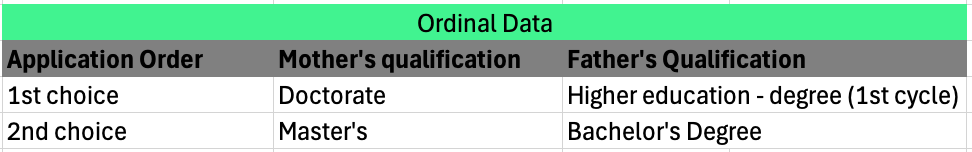 Ordinal Data
Application Order Mother's qualification Father's Qualification
1st choice Doctorate Higher education - degree (1st cycle)
2nd choice Master's Bachelor's Degree